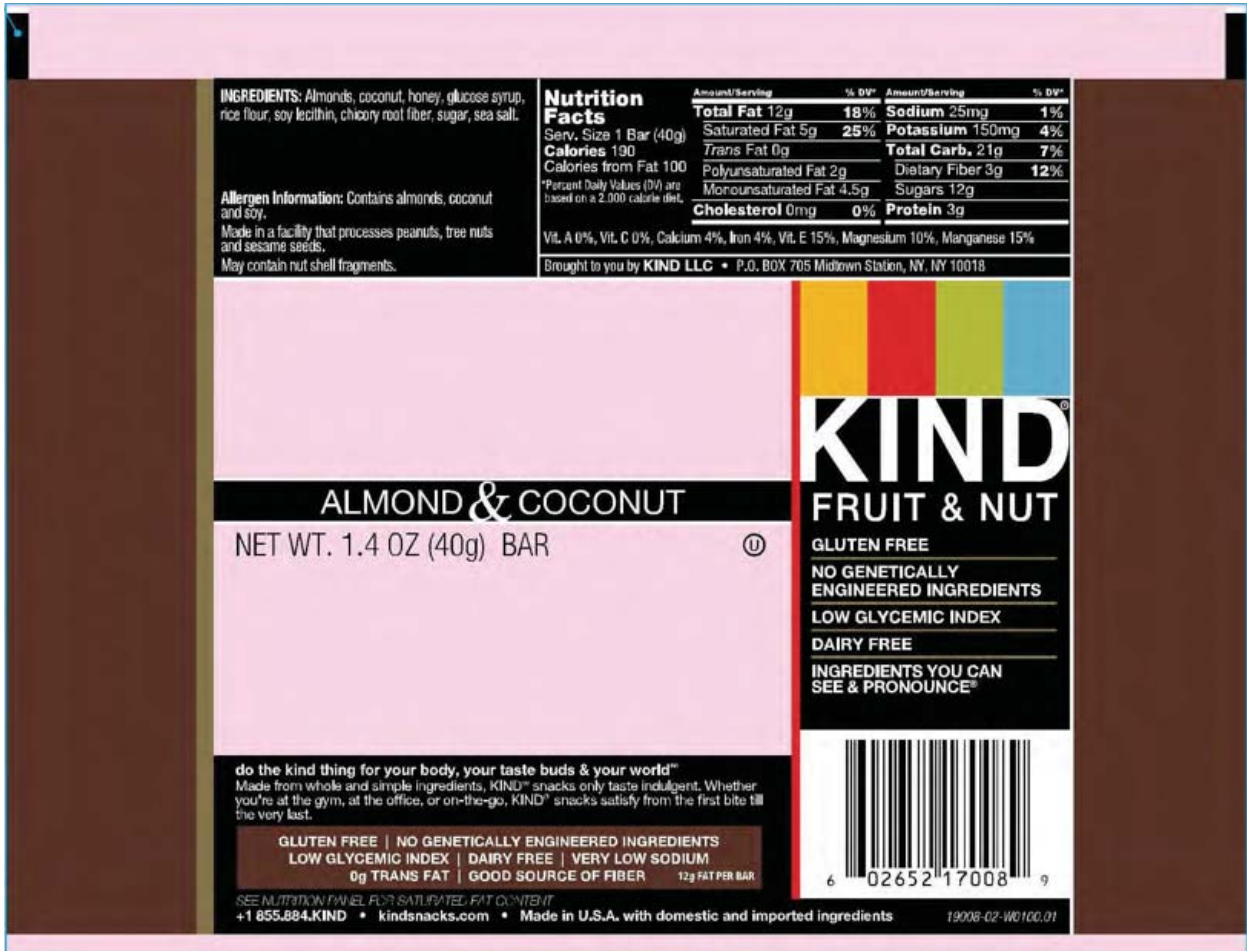 INGREDIENTS: Almonds, coconut, honey, glucose syrup,
rice flour, soy lecithin, chicory root fiber, sugar, sea salt.
Allergen Information: Contains almonds, coconut
and soy.
Made in a facility that processes peanuts, tree nuts
and sesame seeds.
May contain nut shell fragments.
Nutrition
Facts
Serv. Size 1 Bar (40g)
Calories 190
Calories from Fat 100
*Percent Daily Values (DV) are
based on a 2,000 calorie diet.
Amount/Serving % DV*
Total Fat 12g 18%
Saturated Fat 5g 25%
Trans Fat 0g
Polyunsaturated Fat 2g
Monounsaturated Fat 4.5g
Cholesterol 0mg 0%
Amount/Serving % DV*
Sodium 25mg 1%
Potassium 150mg 4%
Total Carb. 21g 7%
Dietary Fiber 3g 12%
Sugars 12g
Protein 3g
Vit. A 0%, Vit. C 0%, Calcium 4%, Iron 4%, Vit. E 15%, Magnesium 10%, Manganese 15%
Brought to you by KIND LLC • P.O. BOX 705 Midtown Station, NY, NY 10018
ALMOND & COCONUT
NET WT. 1.4 OZ (40g) BAR
U
KIND®
FRUIT & NUT
GLUTEN FREE
NO GENETICALLY
ENGINEERED INGREDIENTS
LOW GLYCEMIC INDEX
DAIRY FREE
INGREDIENTS YOU CAN
SEE & PRONOUNCE®
do the kind thing for your body, your taste buds & your world™
Made from whole and simple ingredients, KIND® snacks only taste indulgent. Whether
you're at the gym, at the office, or on-the-go, KIND® snacks satisfy from the first bite till
the very last.
GLUTEN FREE | NO GENETICALLY ENGINEERED INGREDIENTS
LOW GLYCEMIC INDEX | DAIRY FREE | VERY LOW SODIUM
0g TRANS FAT | GOOD SOURCE OF FIBER 12g FAT PER BAR
SEE NUTRITION PANEL FOR SATURATED FAT CONTENT
+1 855.884.KIND • kindsnacks.com • Made in U.S.A. with domestic and imported ingredients
19008-02-W0100.01
6 02652 17008 9